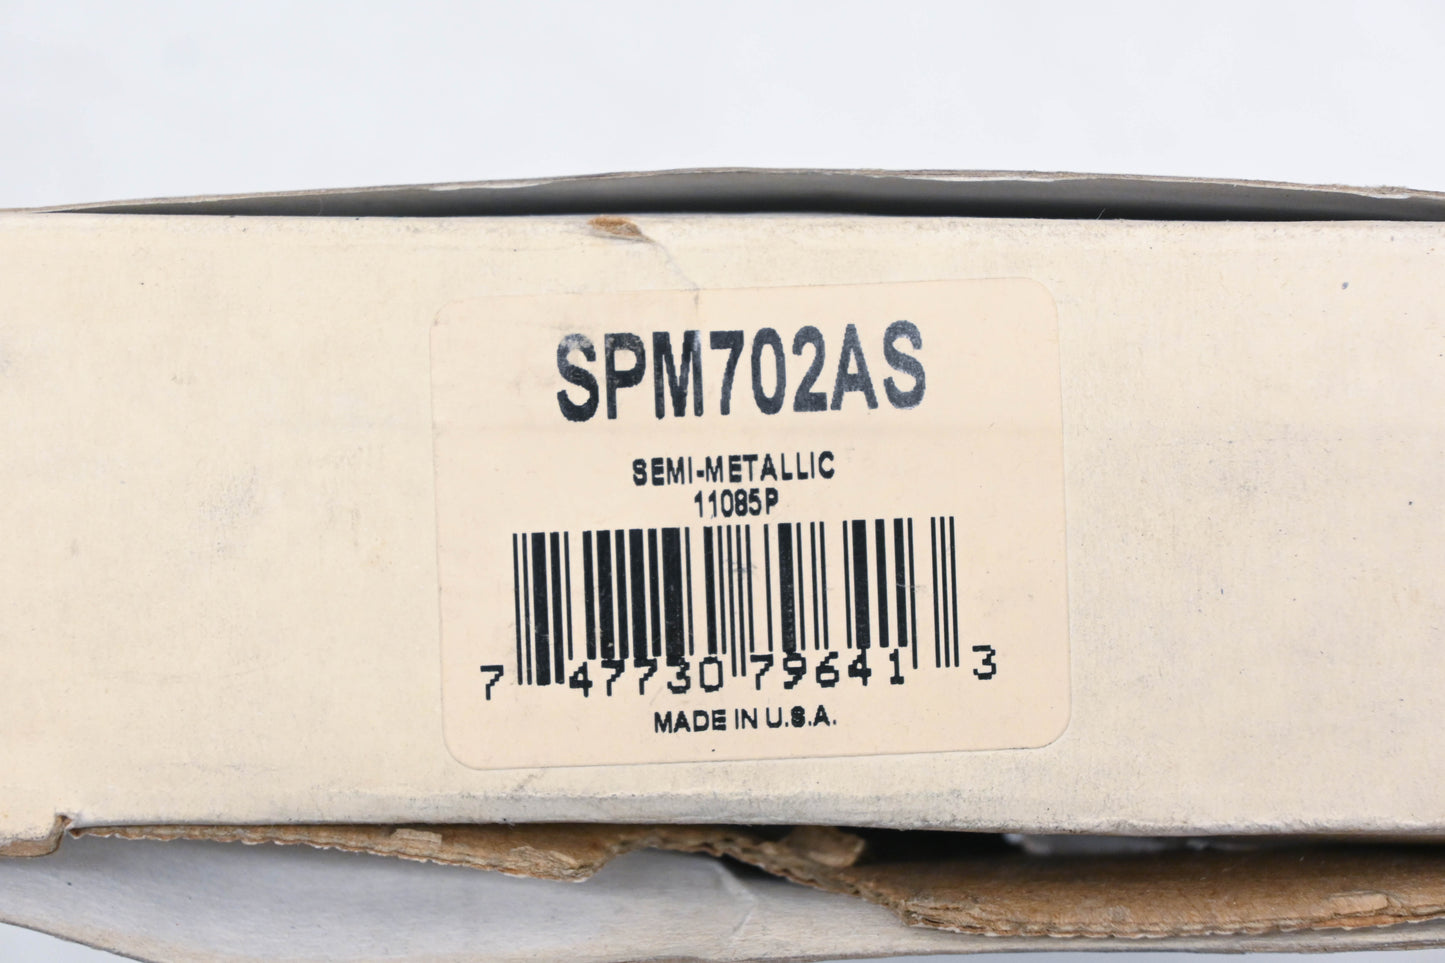 SPM702AS
SEMI-METALLIC
11085P
7 47730 79641 3
MADE IN U.S.A.